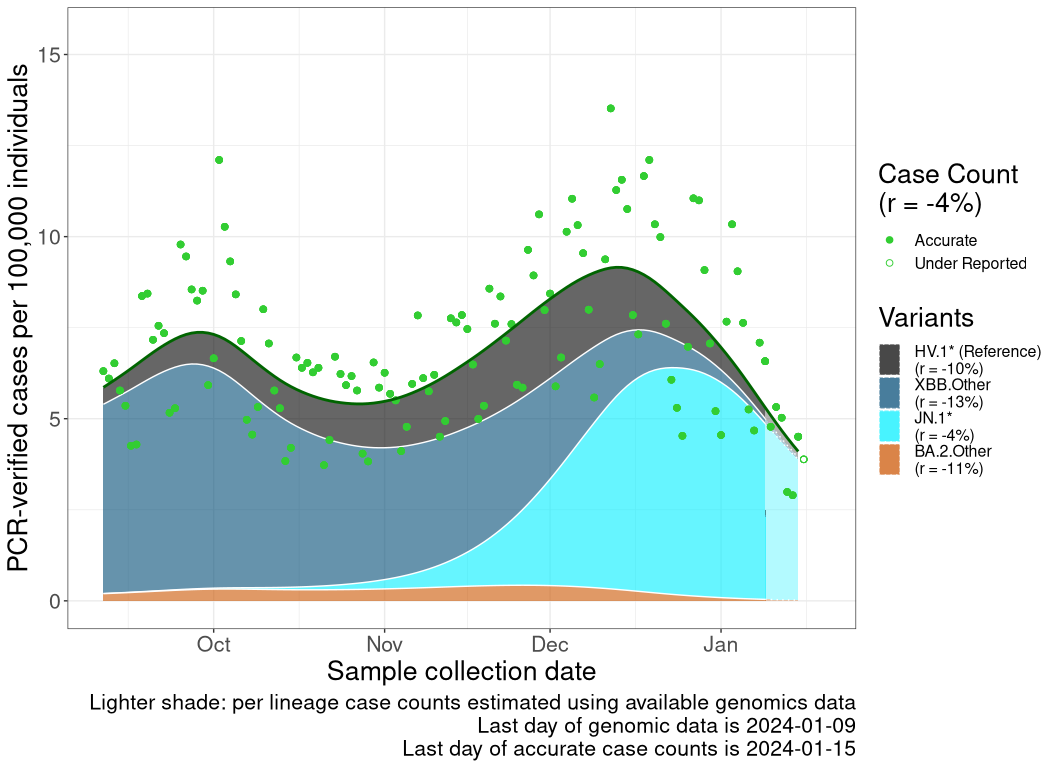 PCR-verified cases per 100,000 individuals
15
10
5
0
Oct
Nov
Dec
Jan
Sample collection date
Lighter shade: per lineage case counts estimated using available genomics data
Last day of genomic data is 2024-01-09
Last day of accurate case counts is 2024-01-15
Case Count
(r = -4%)
Accurate
Under Reported
Variants
HV.1* (Reference)
(r = -10%)
XBB.Other
(r = -13%)
JN.1*
(r = -4%)
BA.2.Other
(r = -11%)